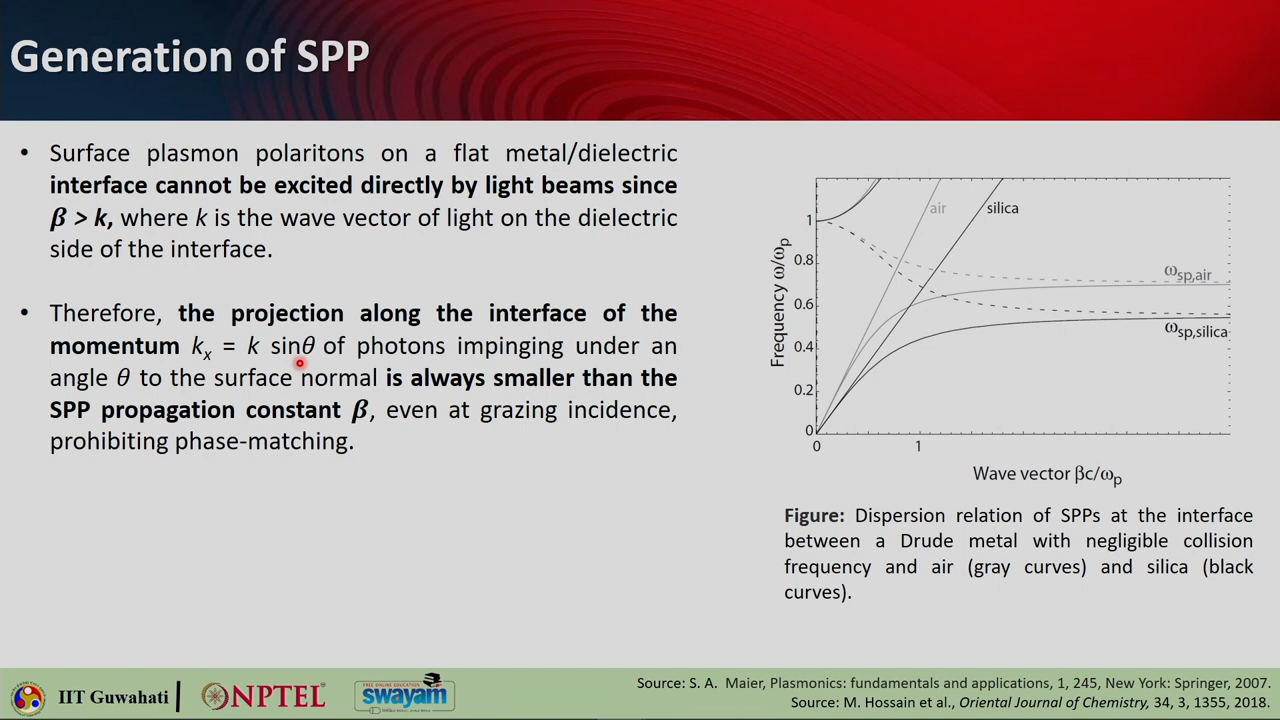 Generation of SPP
• Surface plasmon polaritons on a flat metal/dielectric
interface cannot be excited directly by light beams since
β > k, where k is the wave vector of light on the dielectric
side of the interface.
• Therefore, the projection along the interface of the
momentum kₓ = k sinθ of photons impinging under an
angle θ to the surface normal is always smaller than the
SPP propagation constant β, even at grazing incidence,
prohibiting phase-matching.
Frequency ω/ωp
1
0.8
0.6
0.4
0.2
0
0
1
air
silica
ωsp,air
ωsp,silica
Wave vector βc/ωp
Figure: Dispersion relation of SPPs at the interface
between a Drude metal with negligible collision
frequency and air (gray curves) and silica (black
curves).
IIT Guwahati
NPTEL
FREE ONLINE EDUCATION
swayam
Source: S. A. Maier, Plasmonics: fundamentals and applications, 1, 245, New York: Springer, 2007.
Source: M. Hossain et al., Oriental Journal of Chemistry, 34, 3, 1355, 2018.